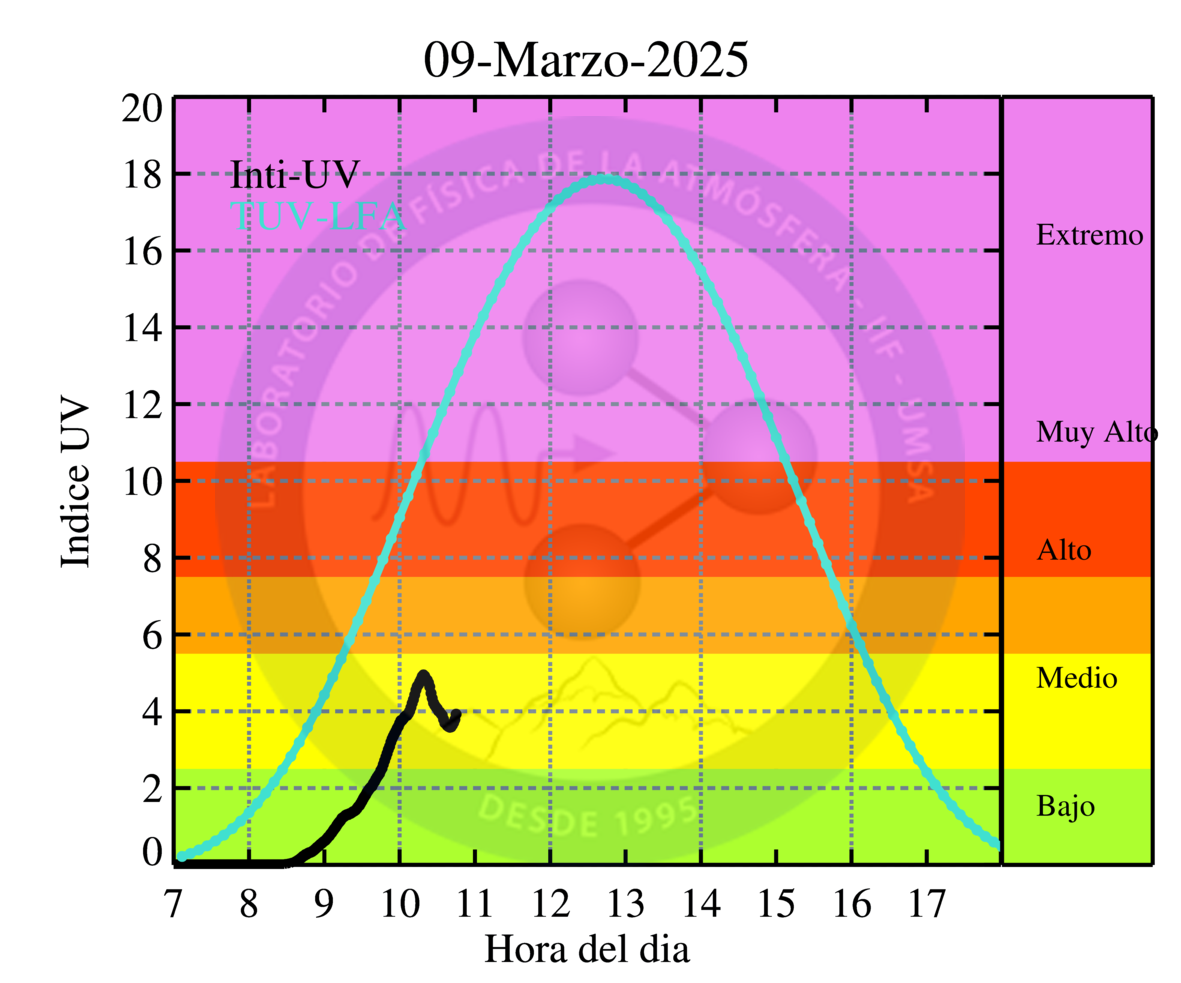 09-Marzo-2025
Inti-UV
TUV-LFA
Indice UV
20
18
16
14
12
10
8
6
4
2
0
7 8 9 10 11 12 13 14 15 16 17
Hora del dia
Extremo
Muy Alto
Alto
Medio
Bajo
LABORATORIO DE FÍSICA DE LA ATMÓSFERA - IIF - UMSA
DESDE 1995